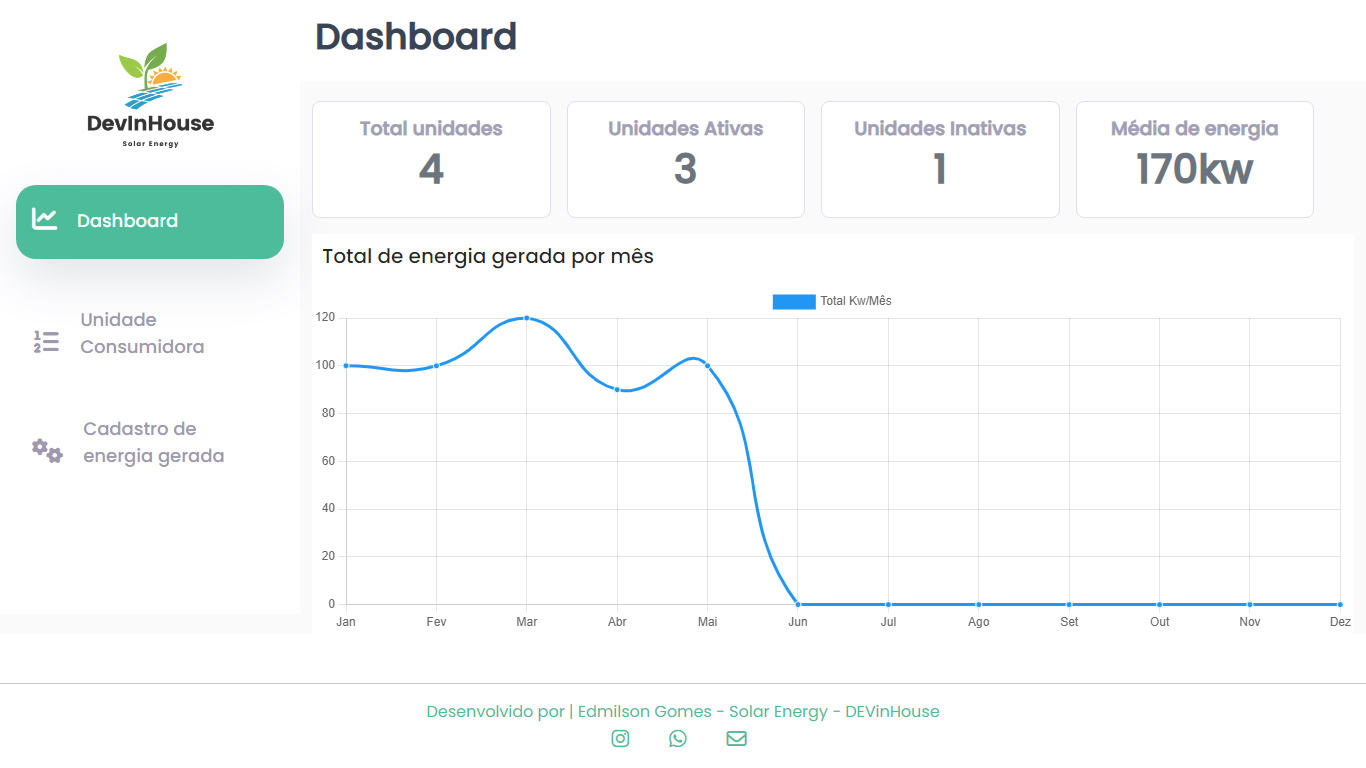 DevInHouse
Solar Energy
Dashboard
Unidade
Consumidora
Cadastro de
energia gerada
Dashboard
Total unidades
4
Unidades Ativas
3
Unidades Inativas
1
Média de energia
170kw
Total de energia gerada por mês
Total Kw/Mês
120
100
80
60
40
20
0
Jan Fev Mar Abr Mai Jun Jul Ago Set Out Nov Dez
Desenvolvido por | Edmilson Gomes - Solar Energy - DEVinHouse